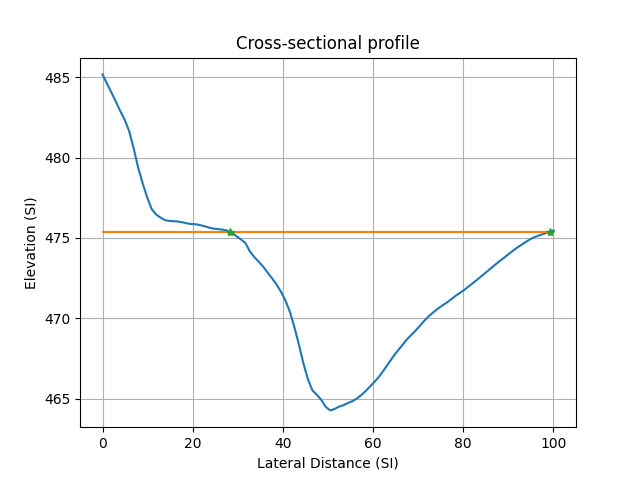 Cross-sectional profile
485
480
475
470
465
Elevation (SI)
0 20 40 60 80 100
Lateral Distance (SI)